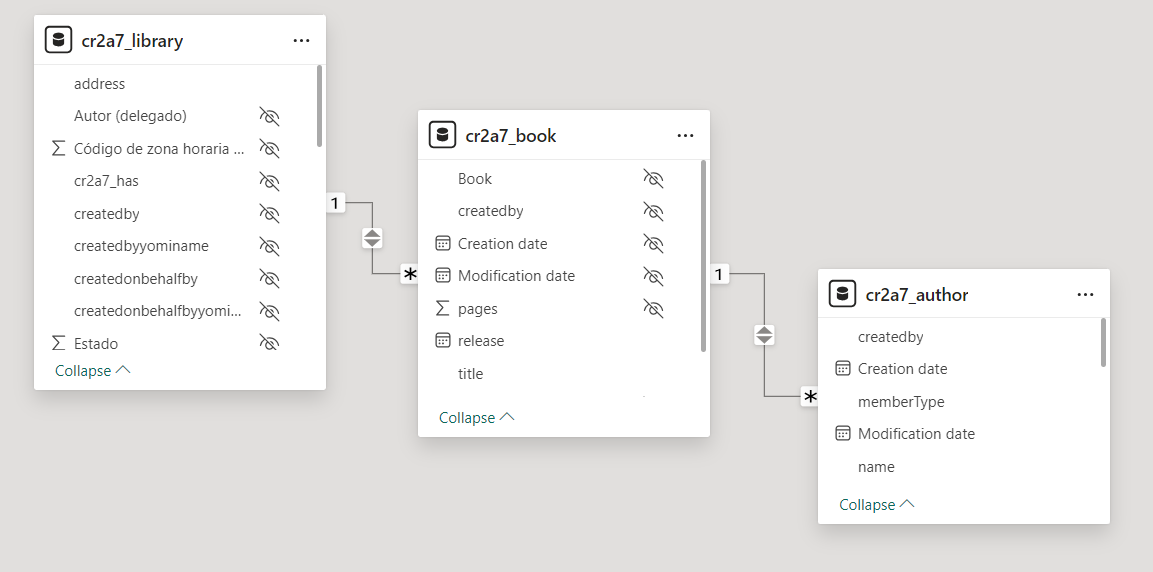 cr2a7_library
address
Autor (delegado)
Código de zona horaria ...
cr2a7_has
createdby
createdbyyominame
createdonbehalfby
createdonbehalfbyyomi...
Estado
Collapse
1
*
cr2a7_book
Book
createdby
Creation date
Modification date
pages
release
title
Collapse
1
*
cr2a7_author
createdby
Creation date
memberType
Modification date
name
Collapse